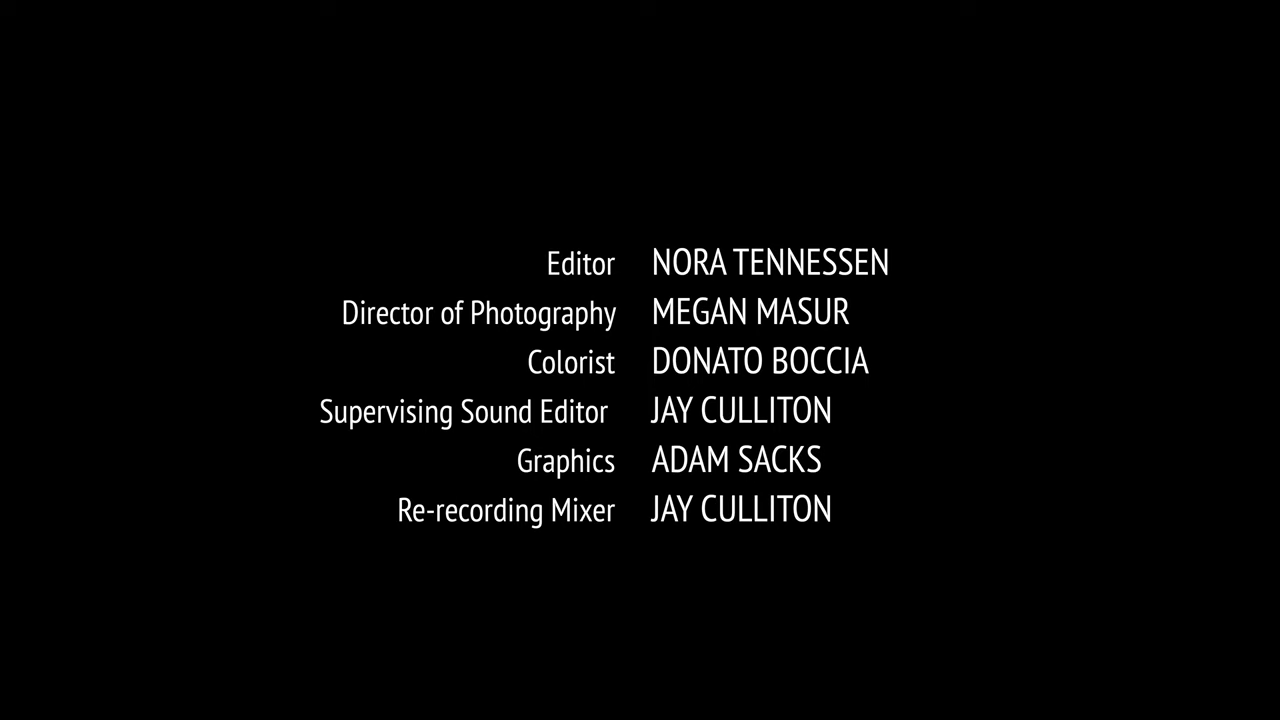 Editor NORA TENNESSEN
Director of Photography MEGAN MASUR
Colorist DONATO BOCCIA
Supervising Sound Editor JAY CULLITON
Graphics ADAM SACKS
Re-recording Mixer JAY CULLITON